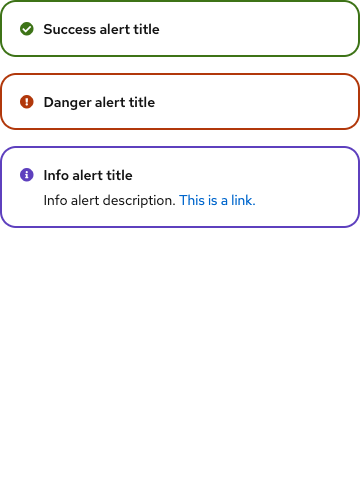 Success alert title
Danger alert title
Info alert title
Info alert description. This is a link.